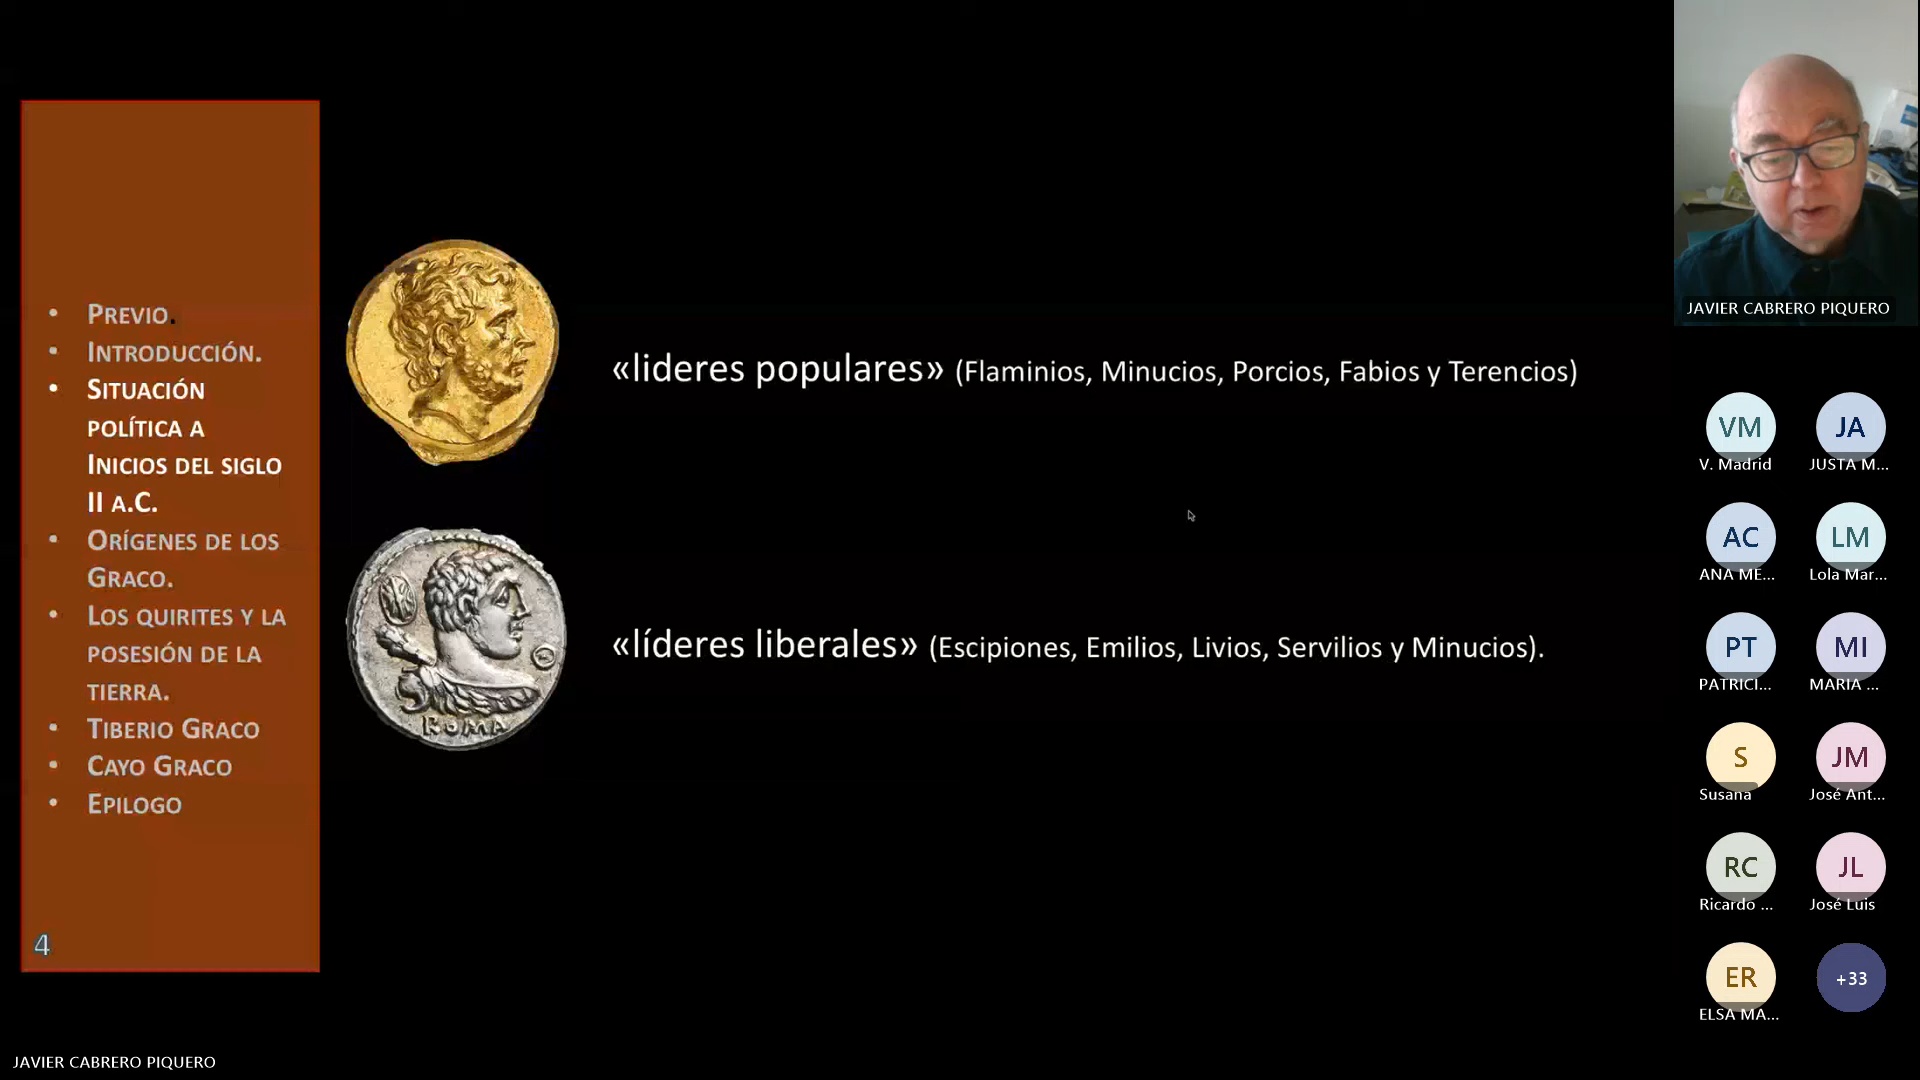 • PREVIO.
• INTRODUCCIÓN.
• SITUACIÓN
POLÍTICA A
INICIOS DEL SIGLO
II A.C.
• ORÍGENES DE LOS
GRACO.
• LOS QUIRITES Y LA
POSESIÓN DE LA
TIERRA.
• TIBERIO GRACO
• CAYO GRACO
• EPILOGO
4
«lideres populares» (Flaminios, Minucios, Porcios, Fabios y Terencios)
«líderes liberales» (Escipiones, Emilios, Livios, Servilios y Minucios).
ROMA
JAVIER CABRERO PIQUERO
VM
V. Madrid
JA
JUSTA M...
AC
ANA ME...
LM
Lola Mar...
PT
PATRICI...
MI
MARIA ...
S
Susana
JM
José Ant...
RC
Ricardo ...
JL
José Luis
ER
ELSA MA...
+33
JAVIER CABRERO PIQUERO